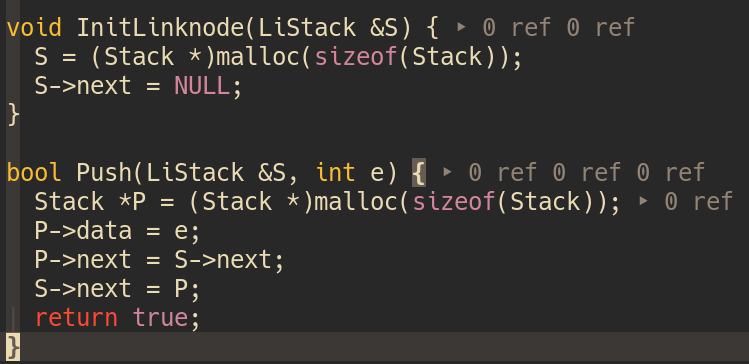 void InitLinknode(LiStack &S) { ▸ 0 ref 0 ref
  S = (Stack *)malloc(sizeof(Stack));
  S->next = NULL;
}
bool Push(LiStack &S, int e) { ▸ 0 ref 0 ref 0 ref
  Stack *P = (Stack *)malloc(sizeof(Stack)); ▸ 0 ref
  P->data = e;
  P->next = S->next;
  S->next = P;
  return true;
}